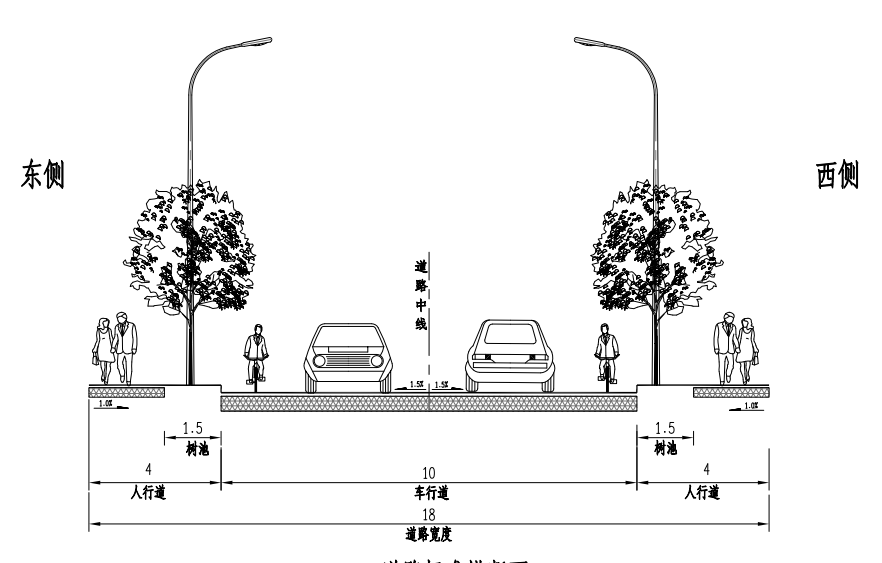 东侧
西侧
道路中线
1.5% 1.5%
1.0% 1.0%
1.5 1.5
树池 树池
4 10 4
人行道 车行道 人行道
18
道路宽度